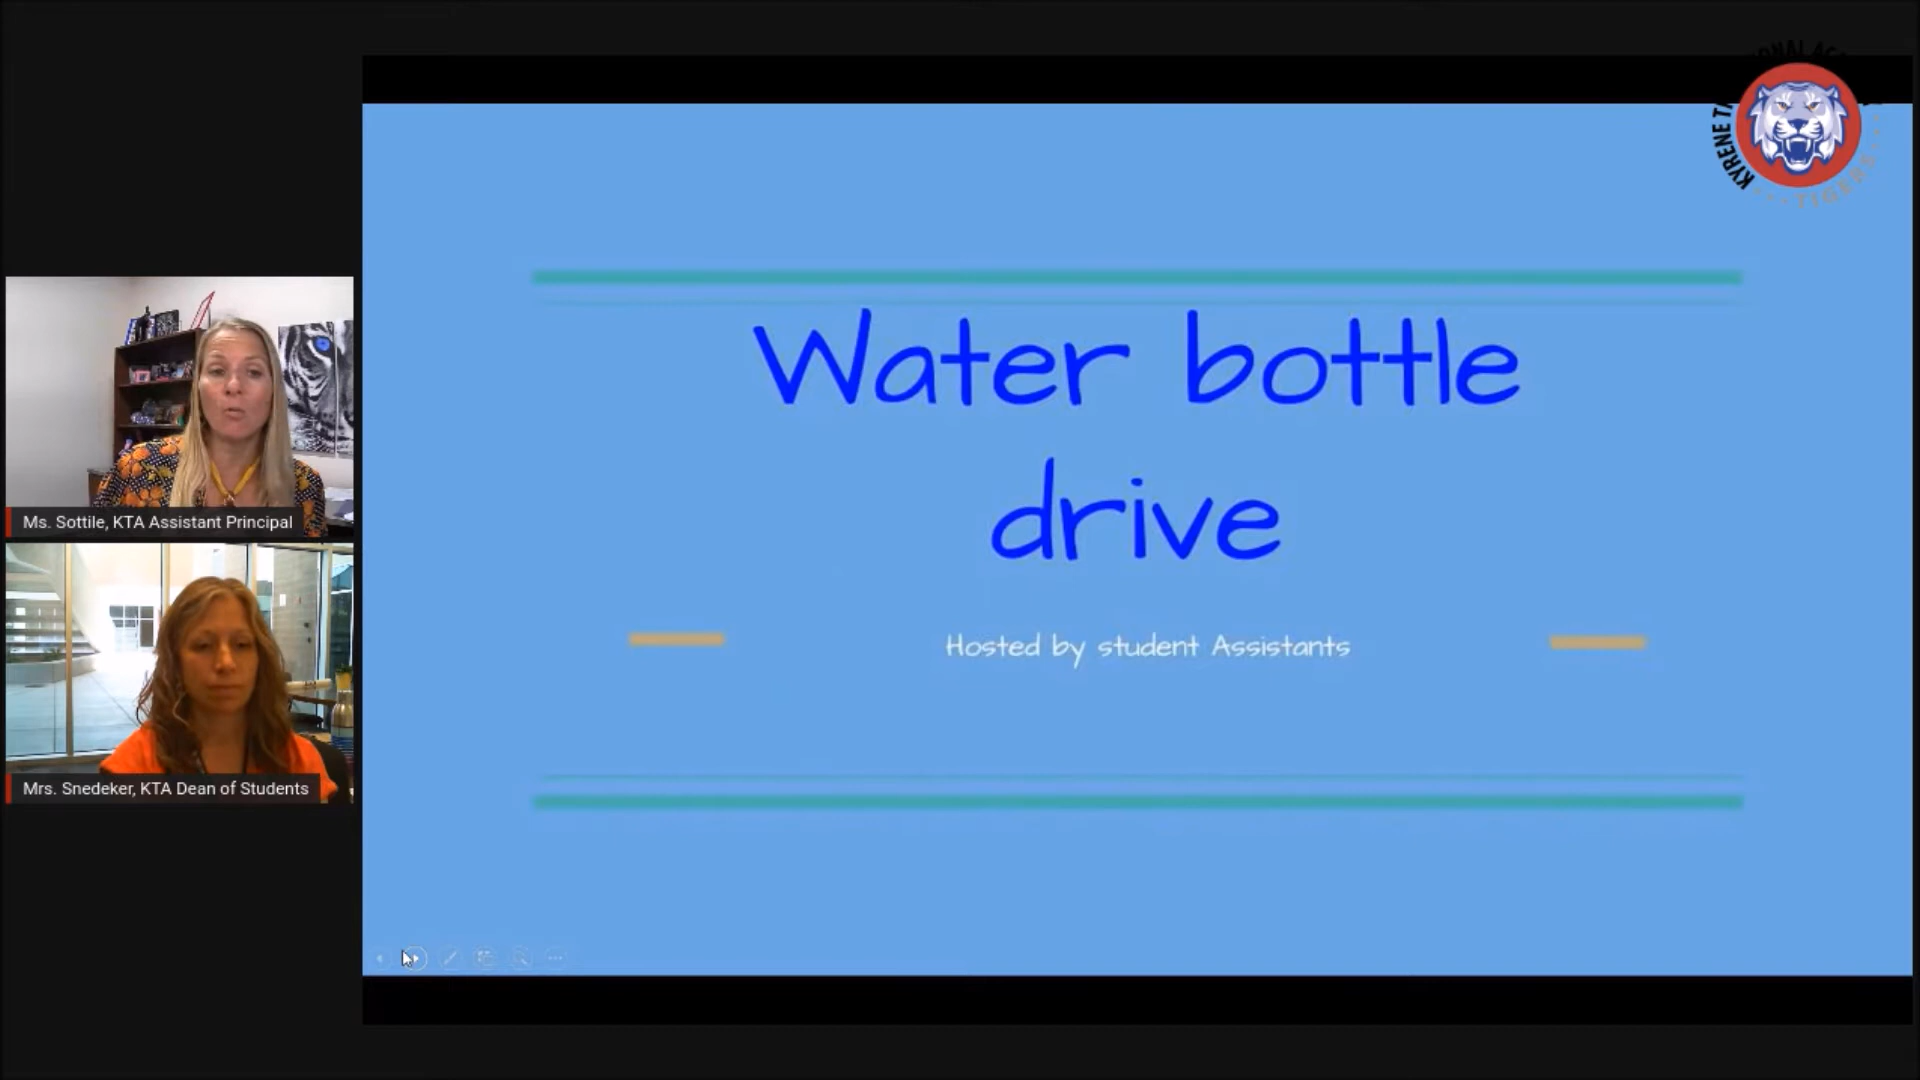 KYRENE
TIGERS
Water bottle
drive
Hosted by student Assistants
Ms. Sottile, KTA Assistant Principal
Mrs. Snedeker, KTA Dean of Students